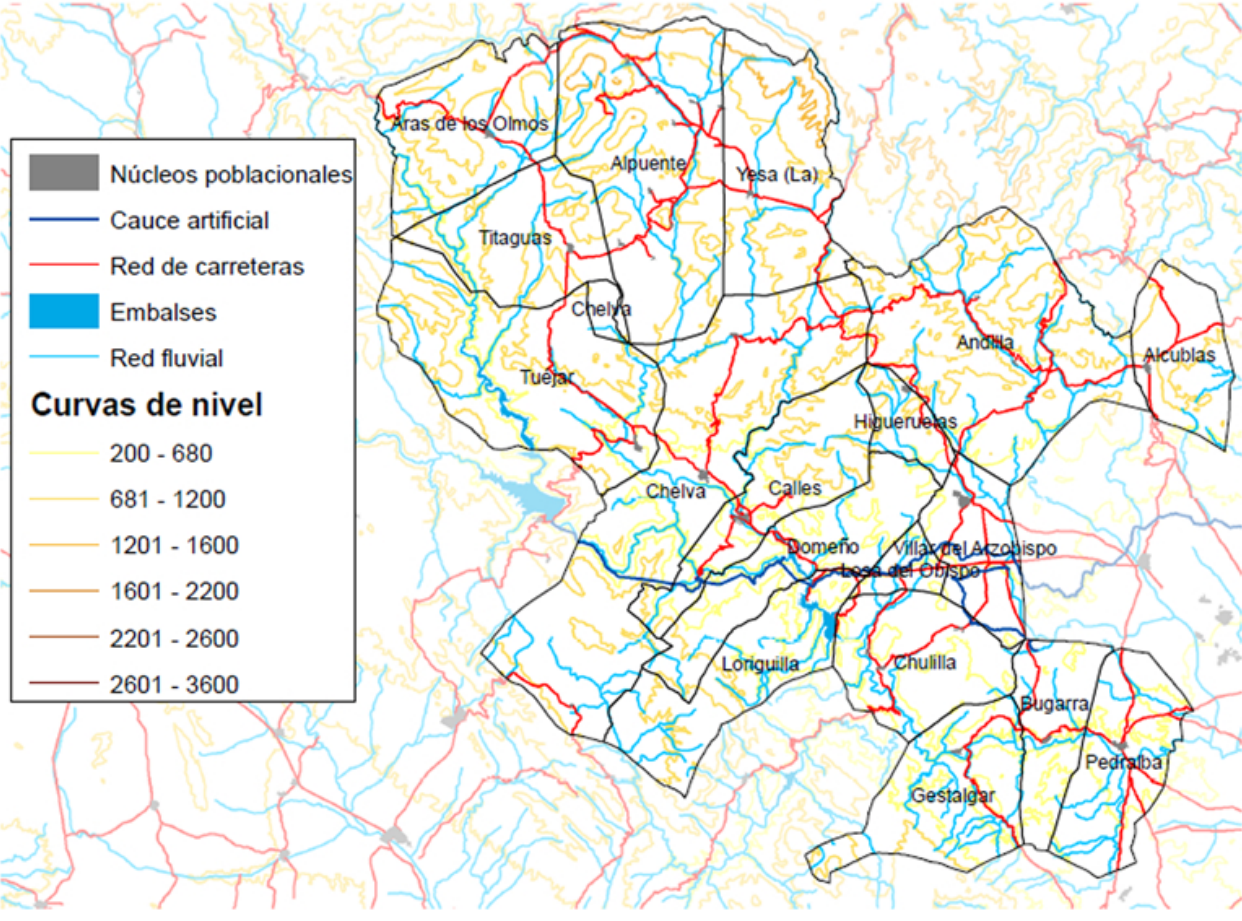 Núcleos poblacionales
Cauce artificial
Red de carreteras
Embalses
Red fluvial
Curvas de nivel
200 - 680
681 - 1200
1201 - 1600
1601 - 2200
2201 - 2600
2601 - 3600
Aras de los Olmos
Alpuente
Yesa (La)
Titaguas
Chelva
Andilla
Alcublas
Tuejar
Higueruelas
Chelva
Calles
Domeño
Villar del Arzobispo
Losa del Obispo
Loriguilla
Chulilla
Bugarra
Pedralba
Gestalgar